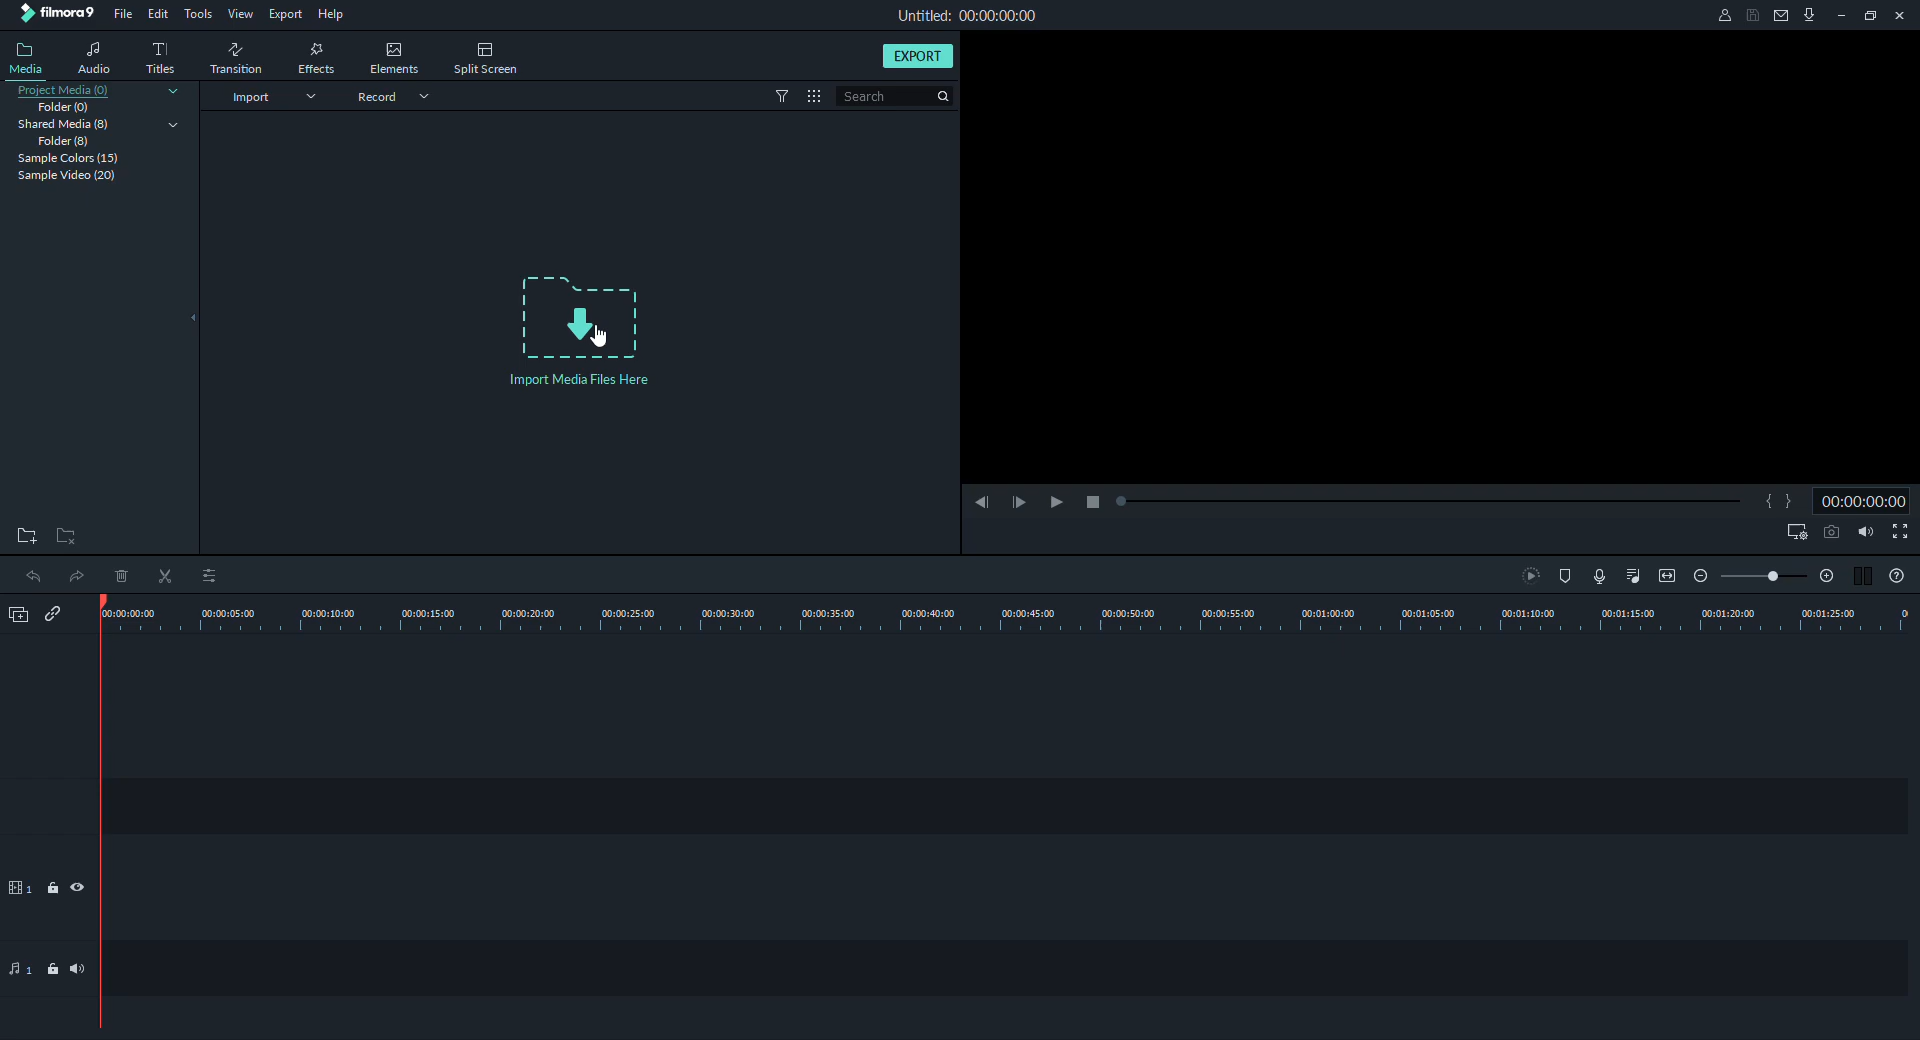 filmora9 File Edit Tools View Export Help Untitled: 00:00:00:00
Media Audio Titles Transition Effects Elements Split Screen EXPORT
Project Media (0)
Folder (0)
Shared Media (8)
Folder (8)
Sample Colors (15)
Sample Video (20)
Import Record Search
Import Media Files Here
{ } 00:00:00:00
00:00:00:00 00:00:05:00 00:00:10:00 00:00:15:00 00:00:20:00 00:00:25:00 00:00:30:00 00:00:35:00 00:00:40:00 00:00:45:00 00:00:50:00 00:00:55:00 00:01:00:00 00:01:05:00 00:01:10:00 00:01:15:00 00:01:20:00 00:01:25:00
1
1